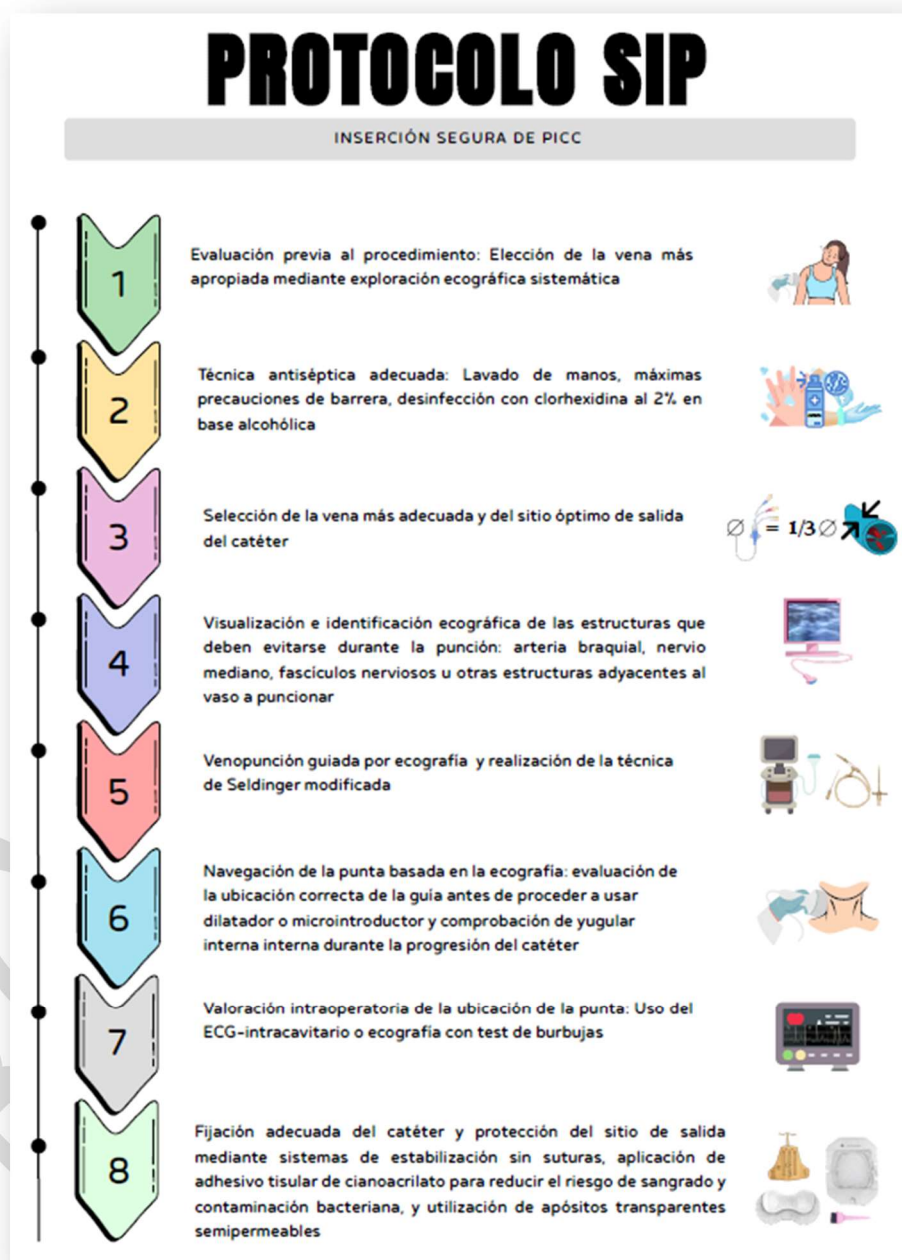 PROTOCOLO SIP
INSERCIÓN SEGURA DE PICC
1
Evaluación previa al procedimiento: Elección de la vena más
apropiada mediante exploración ecográfica sistemática
2
Técnica antiséptica adecuada: Lavado de manos, máximas
precauciones de barrera, desinfección con clorhexidina al 2% en
base alcohólica
3
Selección de la vena más adecuada y del sitio óptimo de salida
del catéter
∅ = 1/3 ∅
4
Visualización e identificación ecográfica de las estructuras que
deben evitarse durante la punción: arteria braquial, nervio
mediano, fascículos nerviosos u otras estructuras adyacentes al
vaso a puncionar
5
Venopunción guiada por ecografía y realización de la técnica
de Seldinger modificada
6
Navegación de la punta basada en la ecografía: evaluación de
la ubicación correcta de la guía antes de proceder a usar
dilatador o microintroductor y comprobación de yugular
interna interna durante la progresión del catéter
7
Valoración intraoperatoria de la ubicación de la punta: Uso del
ECG-intracavitario o ecografía con test de burbujas
8
Fijación adecuada del catéter y protección del sitio de salida
mediante sistemas de estabilización sin suturas, aplicación de
adhesivo tisular de cianoacrilato para reducir el riesgo de sangrado y
contaminación bacteriana, y utilización de apósitos transparentes
semipermeables